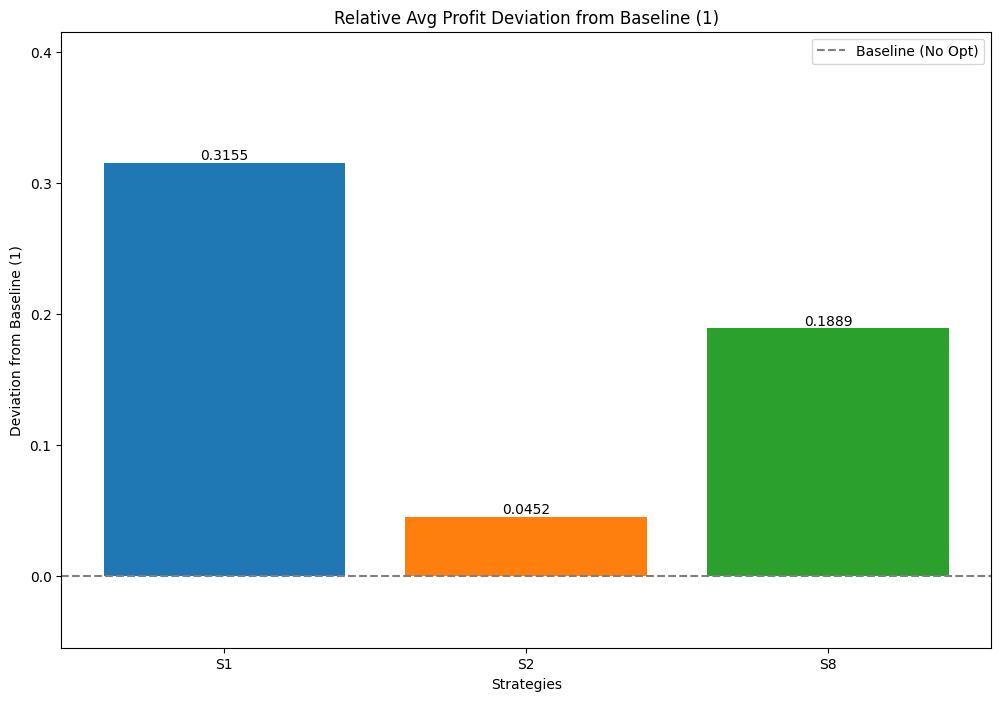 Relative Avg Profit Deviation from Baseline (1)
Baseline (No Opt)
Deviation from Baseline (1)
0.4
0.3
0.2
0.1
0.0
0.3155
0.0452
0.1889
S1 S2 S8
Strategies